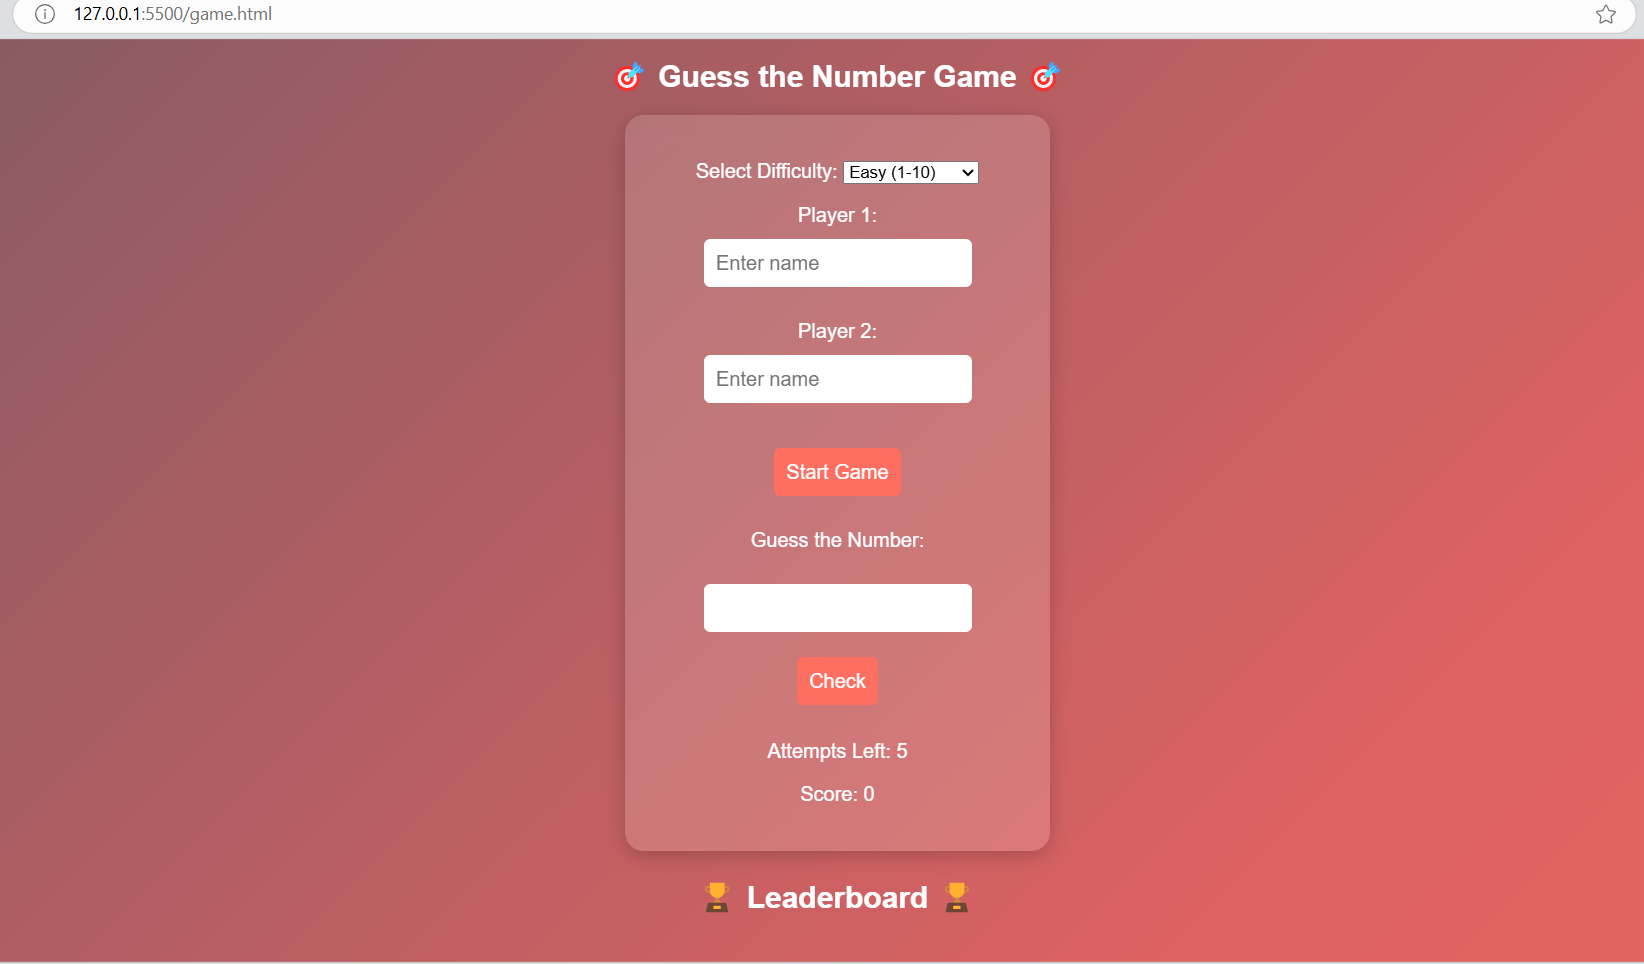 127.0.0.1:5500/game.html
🎯 Guess the Number Game 🎯
Select Difficulty: Easy (1-10)
Player 1:
Enter name
Player 2:
Enter name
Start Game
Guess the Number:
Check
Attempts Left: 5
Score: 0
🏆 Leaderboard 🏆